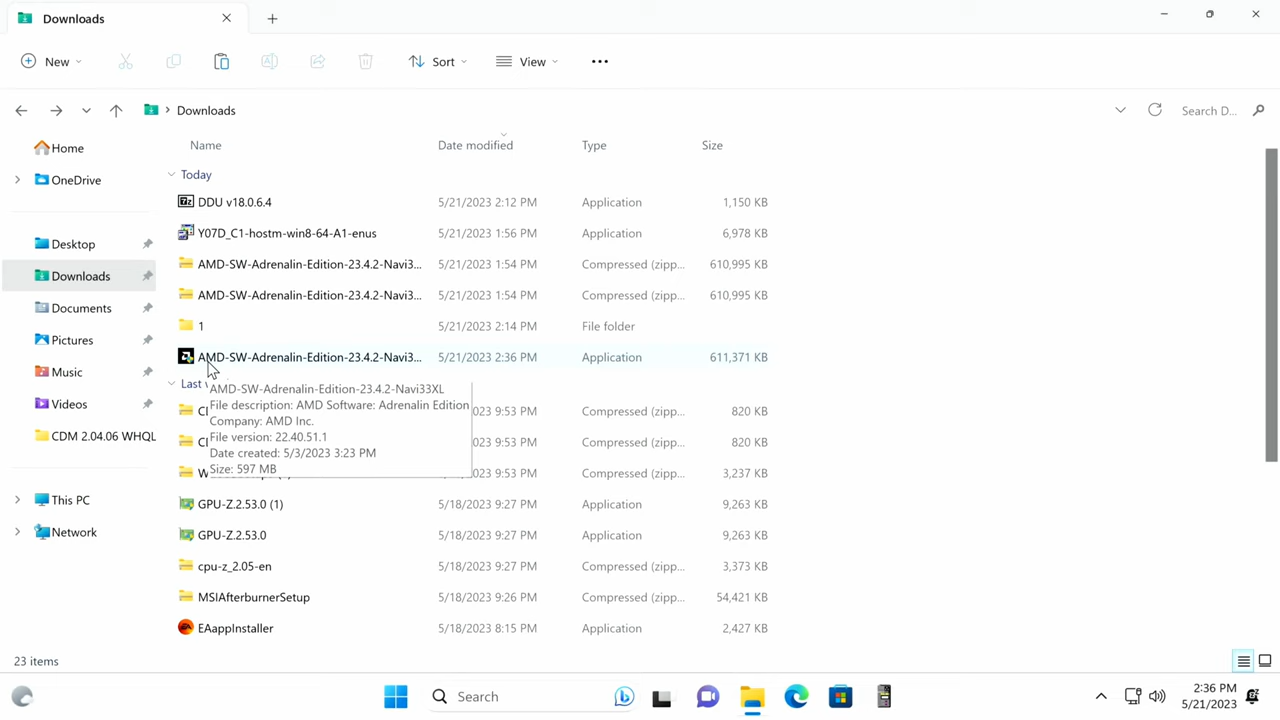 Downloads
New
Sort
View
Downloads
Search D...
Name Date modified Type Size
Home
OneDrive
Desktop
Downloads
Documents
Pictures
Music
Videos
CDM 2.04.06 WHQL
This PC
Network
Today
DDU v18.0.6.4 5/21/2023 2:12 PM Application 1,150 KB
Y07D_C1-hostm-win8-64-A1-enus 5/21/2023 1:56 PM Application 6,978 KB
AMD-SW-Adrenalin-Edition-23.4.2-Navi3... 5/21/2023 1:54 PM Compressed (zipp... 610,995 KB
AMD-SW-Adrenalin-Edition-23.4.2-Navi3... 5/21/2023 1:54 PM Compressed (zipp... 610,995 KB
1 5/21/2023 2:14 PM File folder
AMD-SW-Adrenalin-Edition-23.4.2-Navi3... 5/21/2023 2:36 PM Application 611,371 KB
Last
AMD-SW-Adrenalin-Edition-23.4.2-Navi33XL
File description: AMD Software: Adrenalin Edition
Company: AMD Inc.
File version: 22.40.51.1
Date created: 5/3/2023 3:23 PM
Size: 597 MB
023 9:53 PM Compressed (zipp... 820 KB
023 9:53 PM Compressed (zipp... 820 KB
023 9:53 PM Compressed (zipp... 3,237 KB
GPU-Z.2.53.0 (1) 5/18/2023 9:27 PM Application 9,263 KB
GPU-Z.2.53.0 5/18/2023 9:27 PM Application 9,263 KB
cpu-z_2.05-en 5/18/2023 9:27 PM Compressed (zipp... 3,373 KB
MSIAfterburnerSetup 5/18/2023 9:26 PM Compressed (zipp... 54,421 KB
EAappInstaller 5/18/2023 8:15 PM Application 2,427 KB
23 items
Search
2:36 PM
5/21/2023